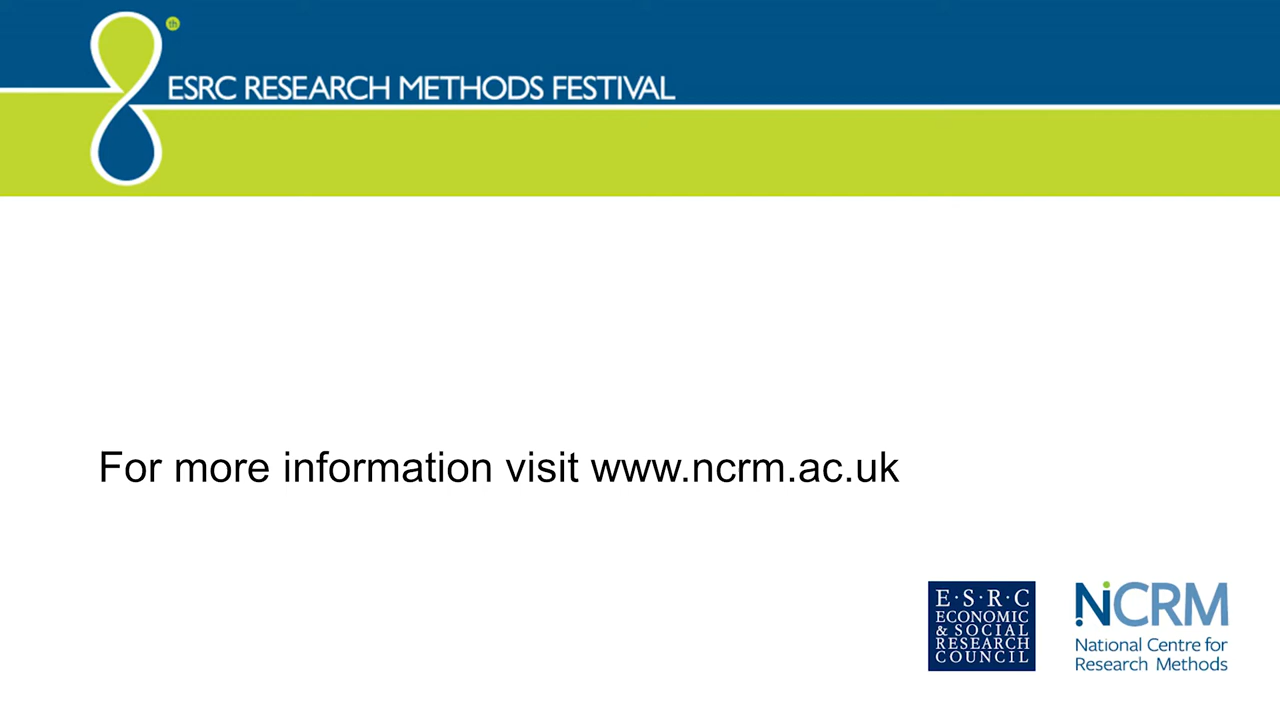 th
ESRC RESEARCH METHODS FESTIVAL
For more information visit www.ncrm.ac.uk
E·S·R·C
ECONOMIC
& SOCIAL
RESEARCH
COUNCIL
NCRM
National Centre for
Research Methods